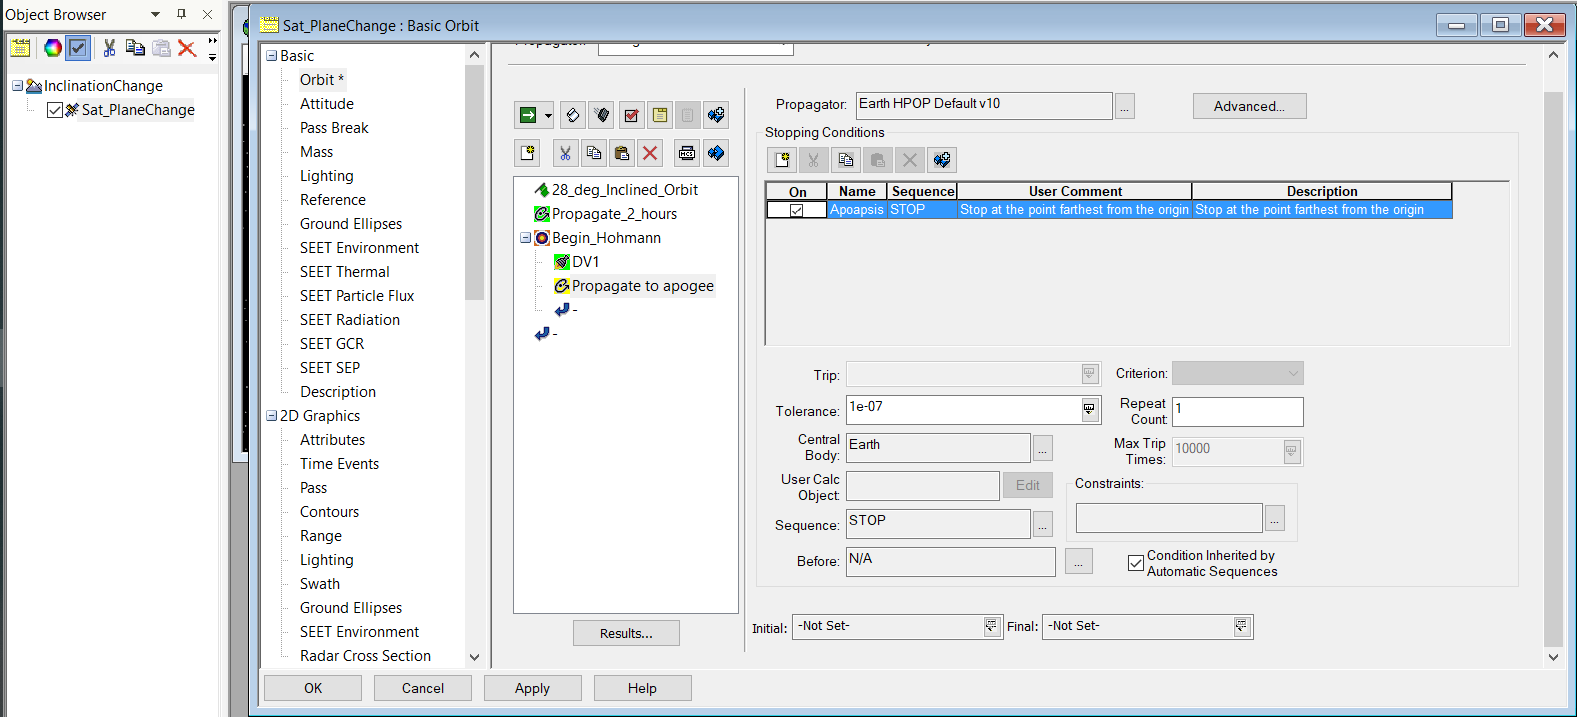 Object Browser
InclinationChange
Sat_PlaneChange
Sat_PlaneChange : Basic Orbit
Basic
Orbit *
Attitude
Pass Break
Mass
Lighting
Reference
Ground Ellipses
SEET Environment
SEET Thermal
SEET Particle Flux
SEET Radiation
SEET GCR
SEET SEP
Description
2D Graphics
Attributes
Time Events
Pass
Contours
Range
Lighting
Swath
Ground Ellipses
SEET Environment
Radar Cross Section
MCS
28_deg_Inclined_Orbit
Propagate_2_hours
Begin_Hohmann
DV1
Propagate to apogee
-
-
Results...
Propagator: Earth HPOP Default v10 ... Advanced...
Stopping Conditions
On Name Sequence User Comment Description
Apoapsis STOP Stop at the point farthest from the origin Stop at the point farthest from the origin
Trip: Criterion:
Tolerance: 1e-07 Repeat Count: 1
Central Body: Earth ... Max Trip Times: 10000
User Calc Object: Edit Constraints:
...
Sequence: STOP ...
Before: N/A ... Condition Inherited by
Automatic Sequences
Initial: -Not Set- Final: -Not Set-
OK Cancel Apply Help